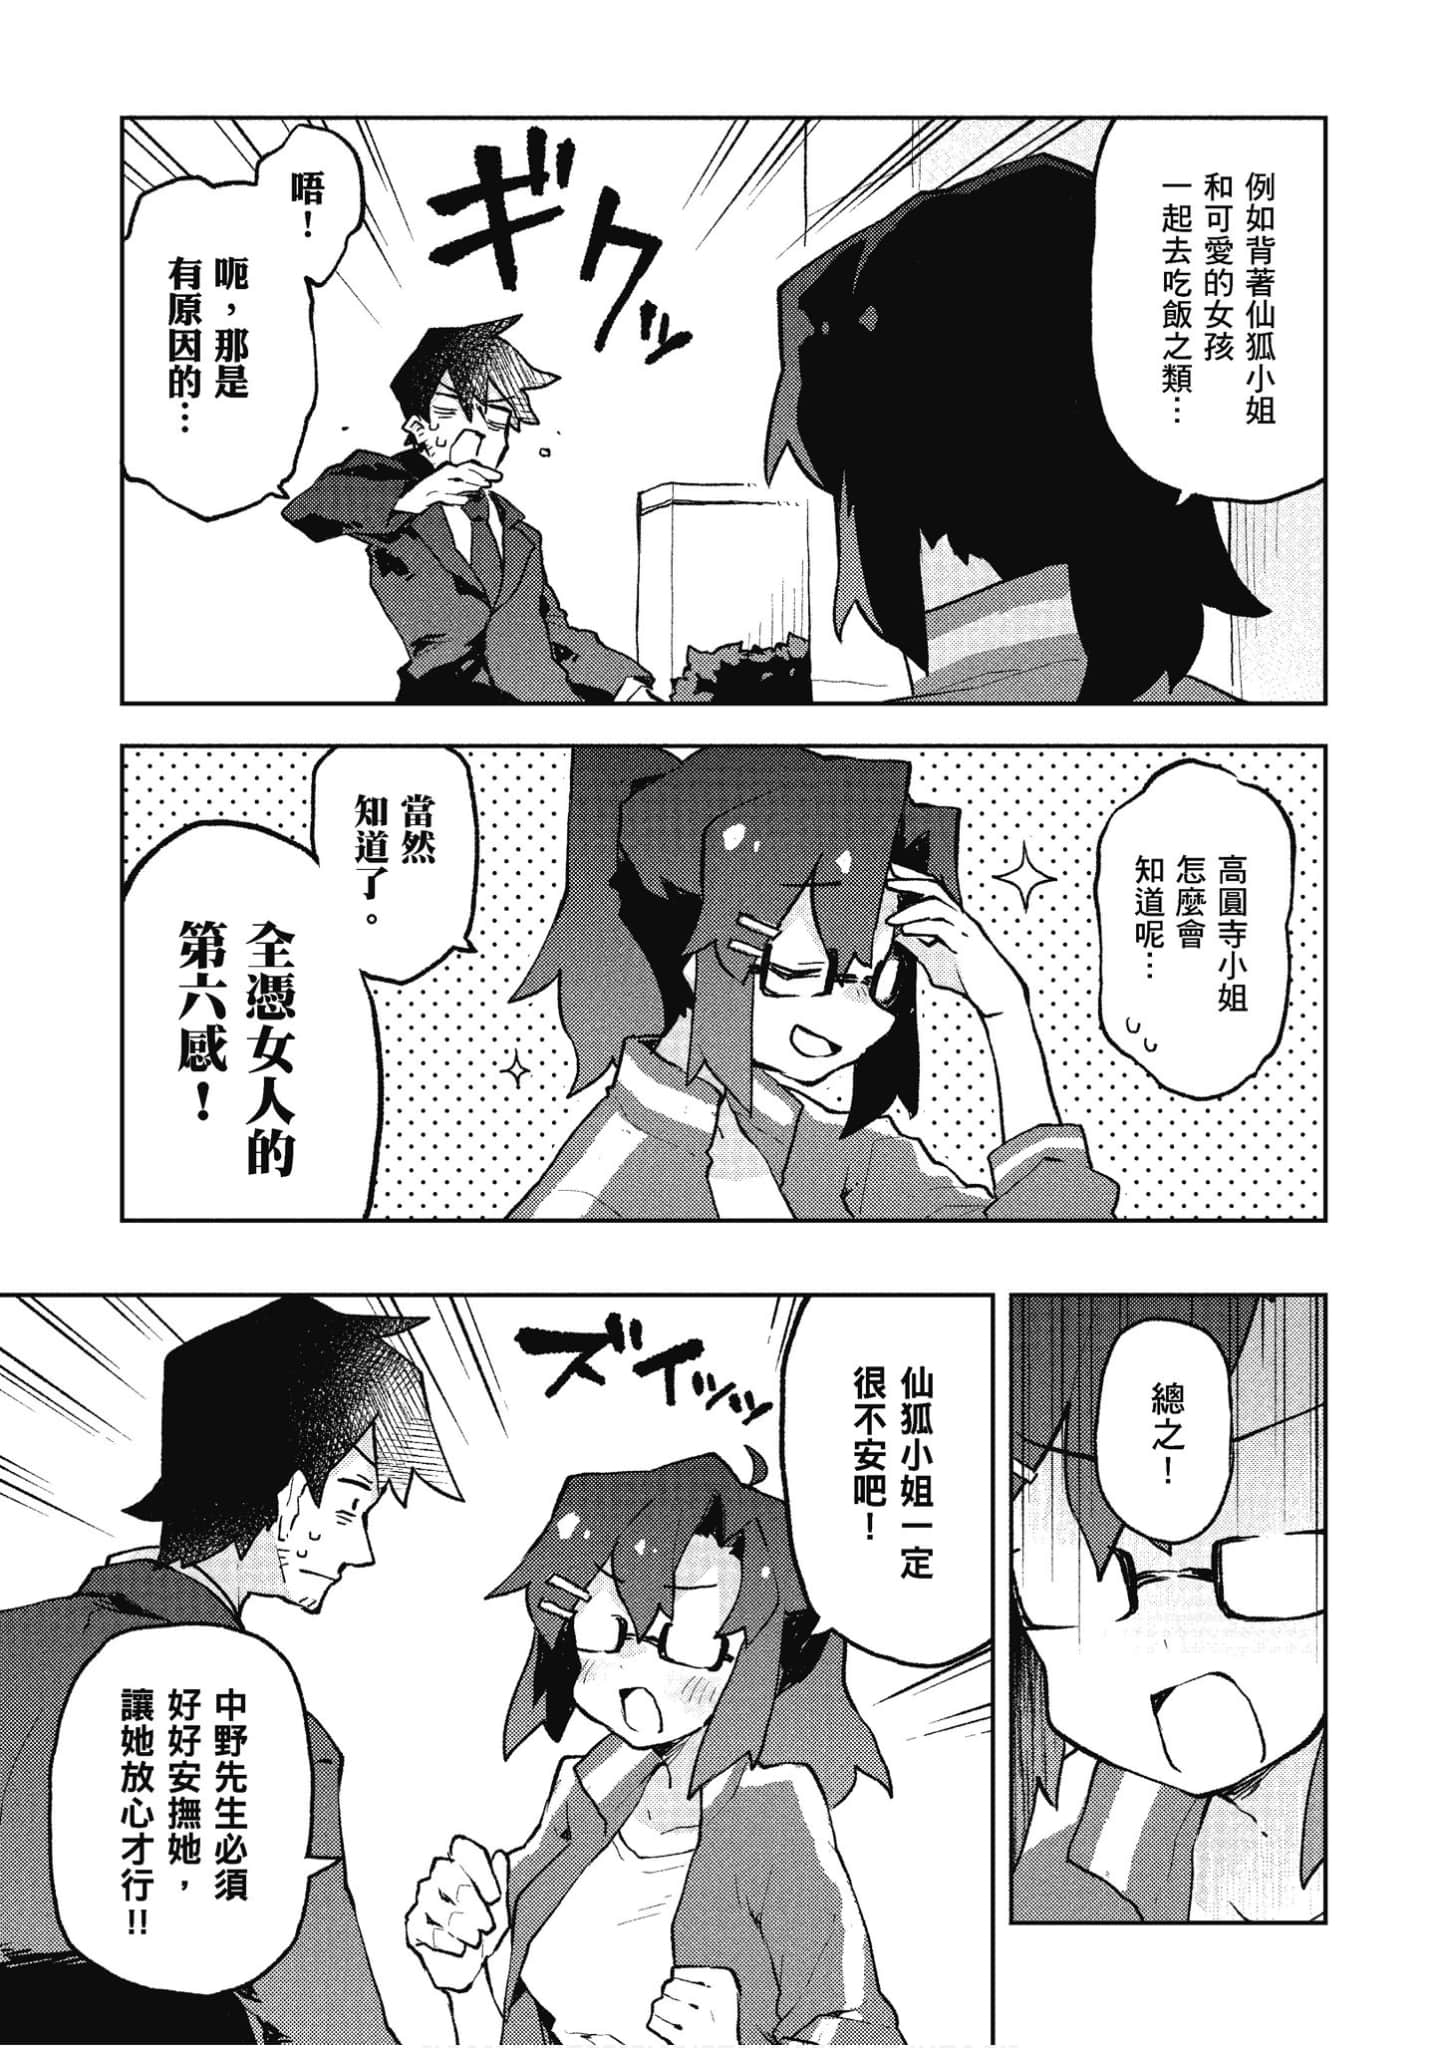 例如背著仙狐小姐
和可愛的女孩
一起去吃飯之類…
ギクッ
唔！
呃，那是
有原因的…
高圓寺小姐
怎麼會
知道呢…
當然
知道了。
全憑女人的
第六感！
總之！
仙狐小姐一定
很不安吧！
ズイッッ
中野先生必須
好好安撫她，
讓她放心才行!!